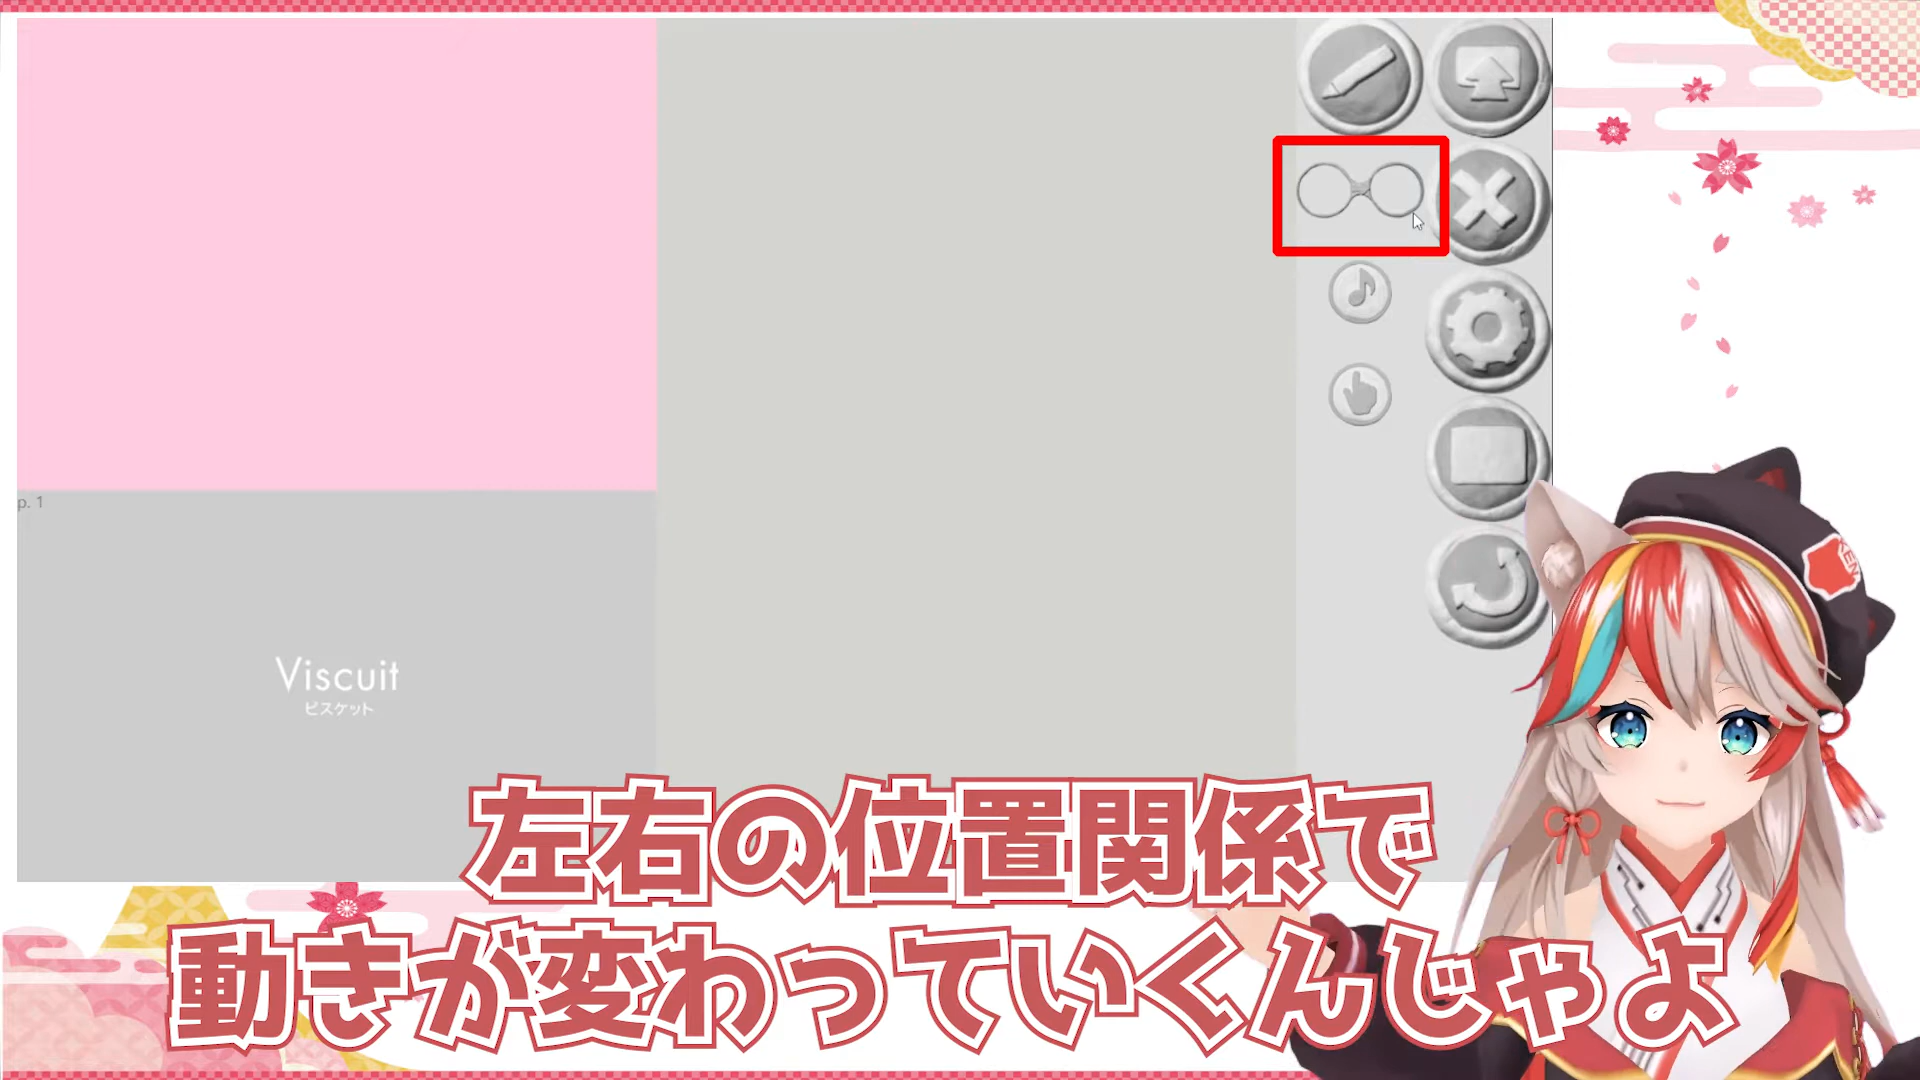 p. 1
Viscuit
ビスケット
左右の位置関係で
動きが変わっていくんじゃよ